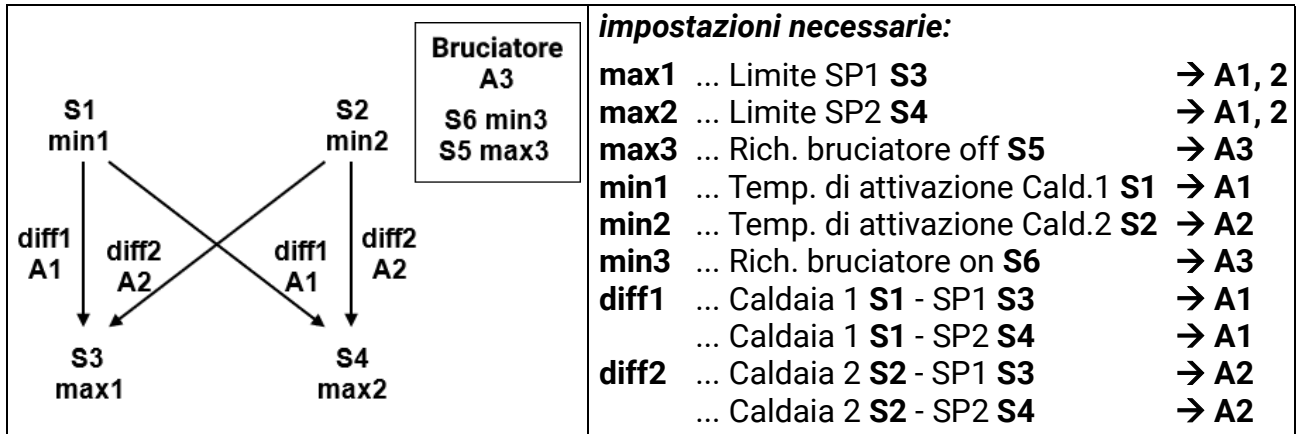 Bruciatore
A3
S6 min3
S5 max3
S1
min1
S2
min2
diff1
A1
diff2
A2
diff1
A1
diff2
A2
S3
max1
S4
max2
impostazioni necessarie:
max1 ... Limite SP1 S3 → A1, 2
max2 ... Limite SP2 S4 → A1, 2
max3 ... Rich. bruciatore off S5 → A3
min1 ... Temp. di attivazione Cald.1 S1 → A1
min2 ... Temp. di attivazione Cald.2 S2 → A2
min3 ... Rich. bruciatore on S6 → A3
diff1 ... Caldaia 1 S1 - SP1 S3 → A1
... Caldaia 1 S1 - SP2 S4 → A1
diff2 ... Caldaia 2 S2 - SP1 S3 → A2
... Caldaia 2 S2 - SP2 S4 → A2